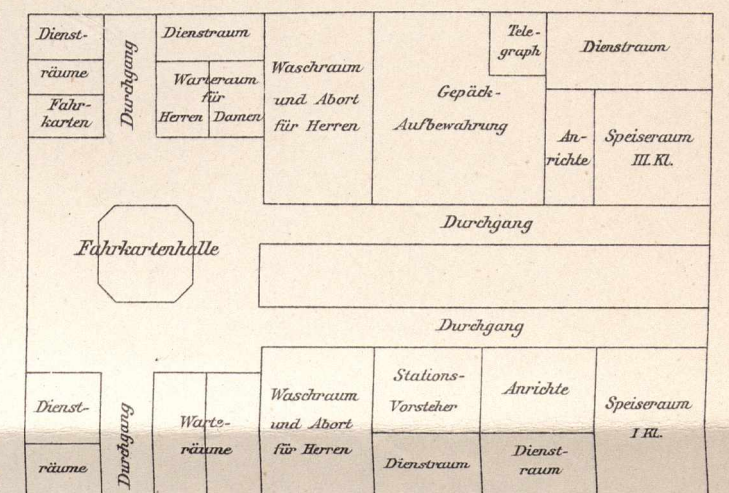 Dienst-
räume
Fahr-
karten
Durchgang
Dienstraum
Warteraum
für
Herren Damen
Waschraum
und Abort
für Herren
Gepäck-
Aufbewahrung
Tele-
graph
Dienstraum
An-
richte
Speiseraum
III. Kl.
Durchgang
Fahrkartenhalle
Durchgang
Dienst-
räume
Durchgang
Warte-
räume
Waschraum
und Abort
für Herren
Stations-
Vorsteher
Dienstraum
Anrichte
Dienst-
raum
Speiseraum
I Kl.